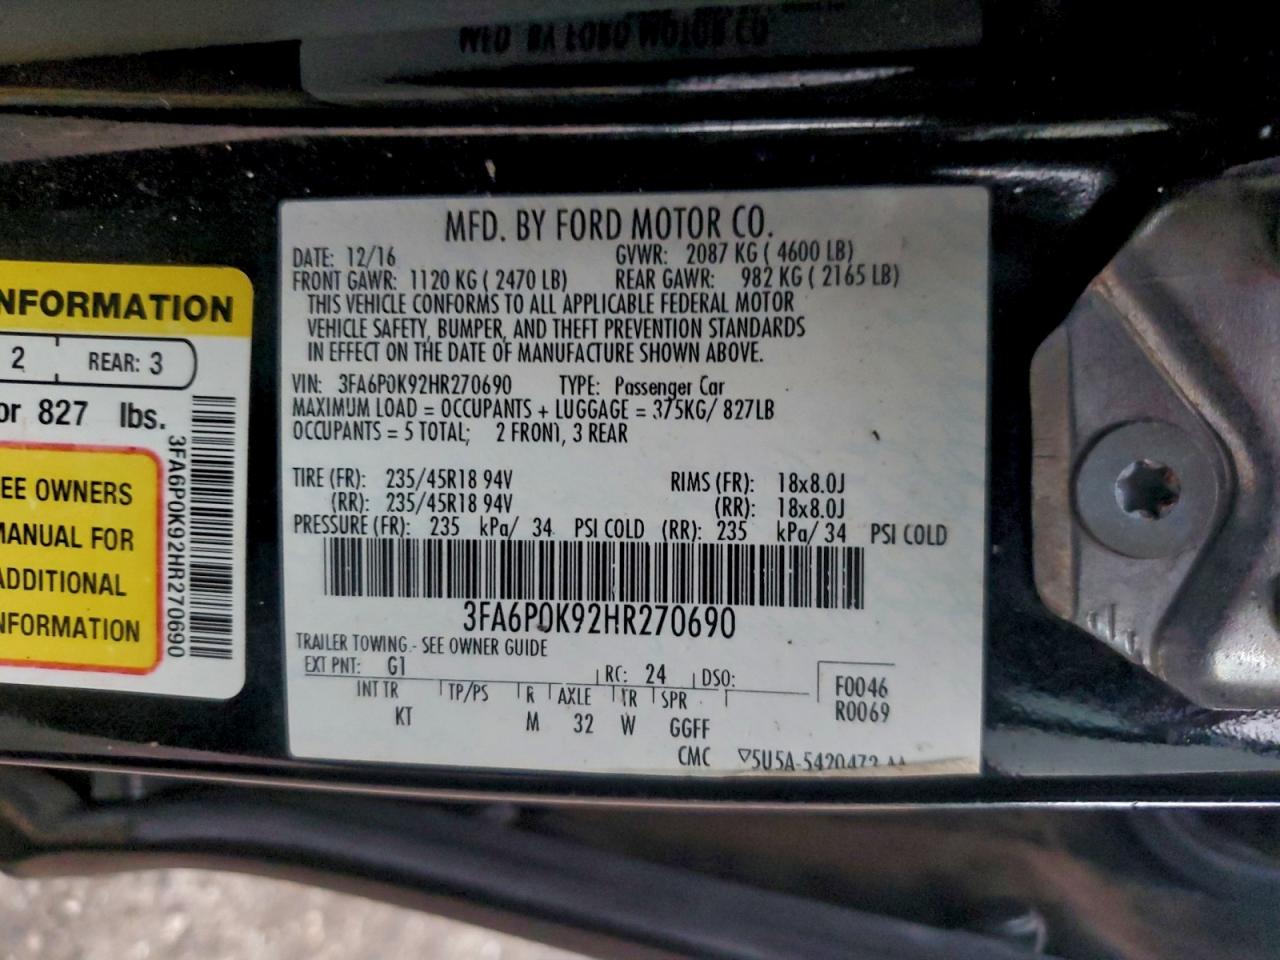 MFD. BY FORD MOTOR CO
MFD. BY FORD MOTOR CO.
DATE: 12/16 GVWR: 2087 KG ( 4600 LB)
FRONT GAWR: 1120 KG ( 2470 LB) REAR GAWR: 982 KG ( 2165 LB)
THIS VEHICLE CONFORMS TO ALL APPLICABLE FEDERAL MOTOR
VEHICLE SAFETY, BUMPER, AND THEFT PREVENTION STANDARDS
IN EFFECT ON THE DATE OF MANUFACTURE SHOWN ABOVE.
VIN: 3FA6P0K92HR270690 TYPE: Passenger Car
MAXIMUM LOAD = OCCUPANTS + LUGGAGE = 375KG/ 827LB
OCCUPANTS = 5 TOTAL; 2 FRONT, 3 REAR
TIRE (FR): 235/45R18 94V RIMS (FR): 18x8.0J
(RR): 235/45R18 94V (RR): 18x8.0J
PRESSURE (FR): 235 kPa/ 34 PSI COLD (RR): 235 kPa/ 34 PSI COLD
3FA6P0K92HR270690
TRAILER TOWING - SEE OWNER GUIDE
EXT PNT: G1 RC: 24 DSO:
INT TR TP/PS R AXLE TR SPR
KT M 32 W GGFF
F0046
R0069
CMC ▽5U5A-5420472-AA
NFORMATION
2 REAR: 3
or 827 lbs.
EE OWNERS
MANUAL FOR
ADDITIONAL
NFORMATION
3FA6P0K92HR270690